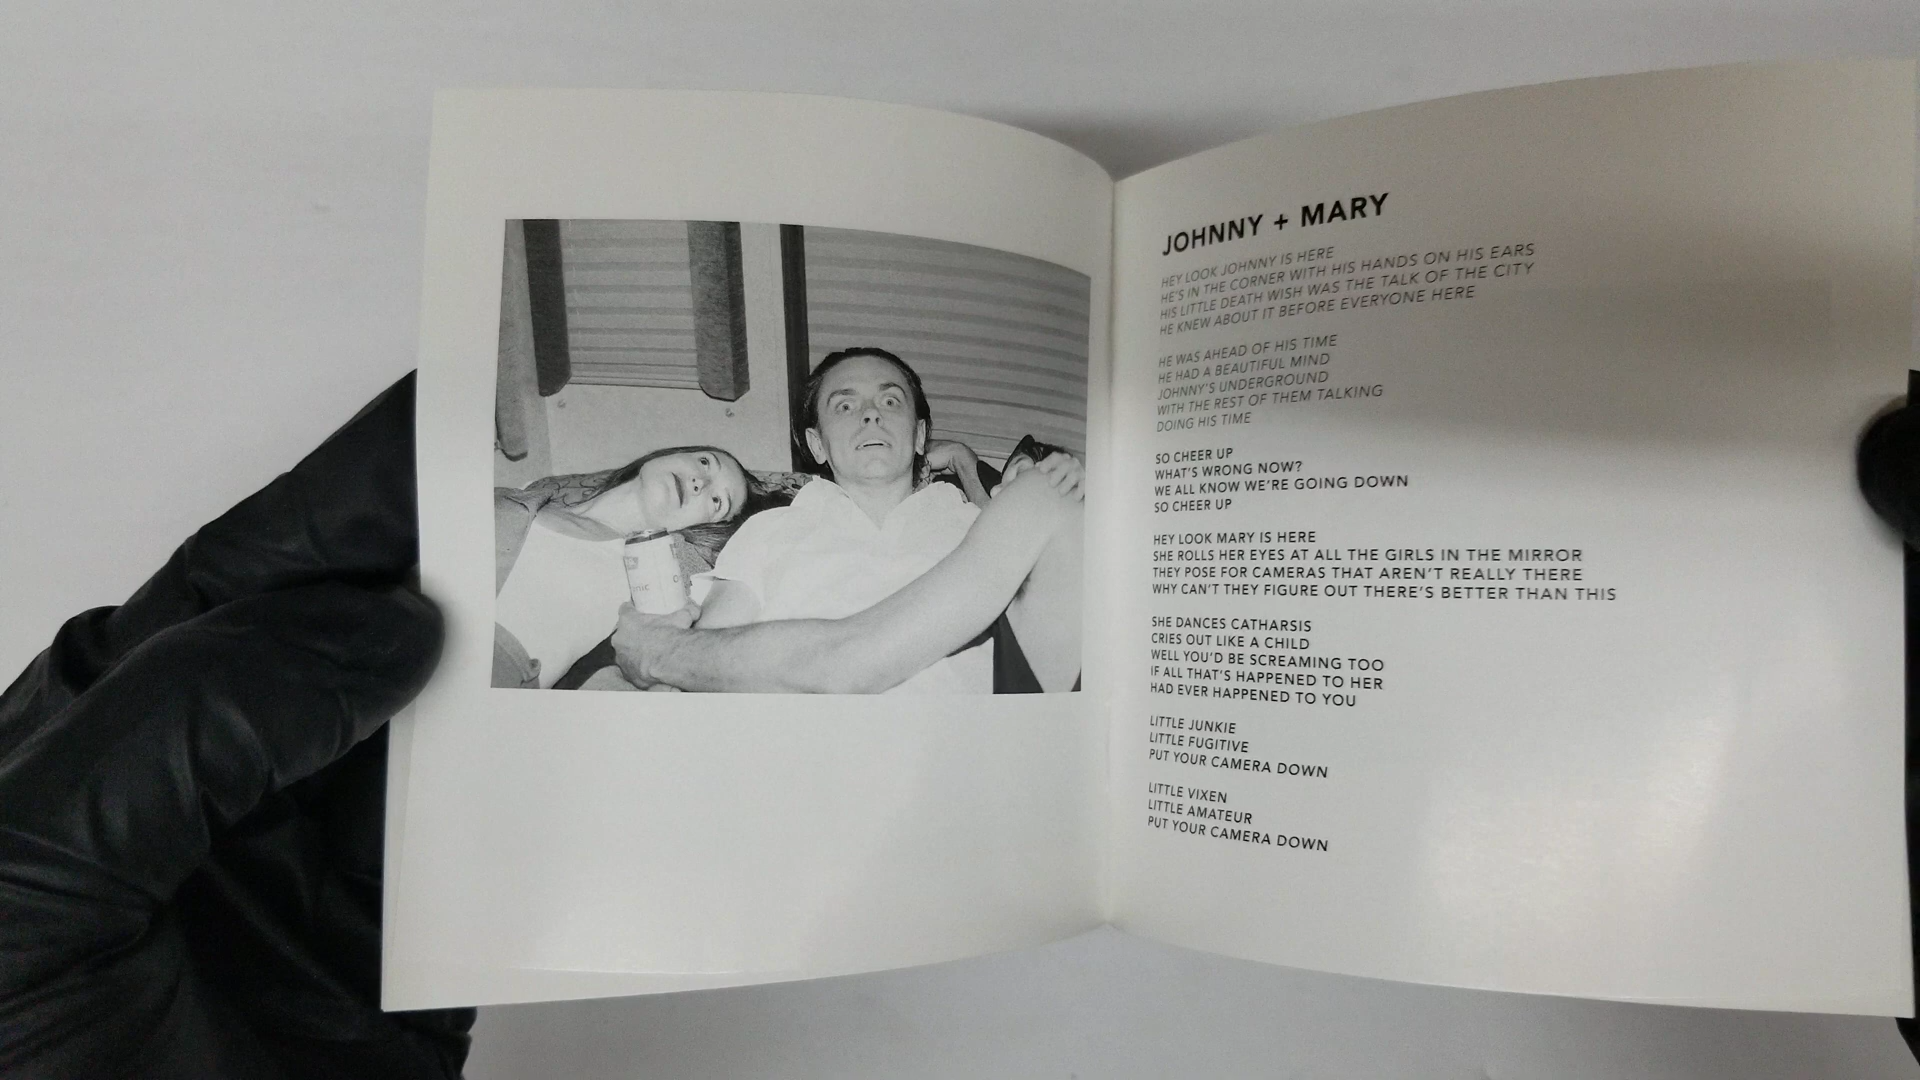 JOHNNY + MARY
HEY LOOK JOHNNY IS HERE
HE'S IN THE CORNER WITH HIS HANDS ON HIS EARS
HIS LITTLE DEATH WISH WAS THE TALK OF THE CITY
HE KNEW ABOUT IT BEFORE EVERYONE HERE
HE WAS AHEAD OF HIS TIME
HE HAD A BEAUTIFUL MIND
JOHNNY'S UNDERGROUND
WITH THE REST OF THEM TALKING
DOING HIS TIME
SO CHEER UP
WHAT'S WRONG NOW?
WE ALL KNOW WE'RE GOING DOWN
SO CHEER UP
HEY LOOK MARY IS HERE
SHE ROLLS HER EYES AT ALL THE GIRLS IN THE MIRROR
THEY POSE FOR CAMERAS THAT AREN'T REALLY THERE
WHY CAN'T THEY FIGURE OUT THERE'S BETTER THAN THIS
SHE DANCES CATHARSIS
CRIES OUT LIKE A CHILD
WELL YOU'D BE SCREAMING TOO
IF ALL THAT'S HAPPENED TO HER
HAD EVER HAPPENED TO YOU
LITTLE JUNKIE
LITTLE FUGITIVE
PUT YOUR CAMERA DOWN
LITTLE VIXEN
LITTLE AMATEUR
PUT YOUR CAMERA DOWN